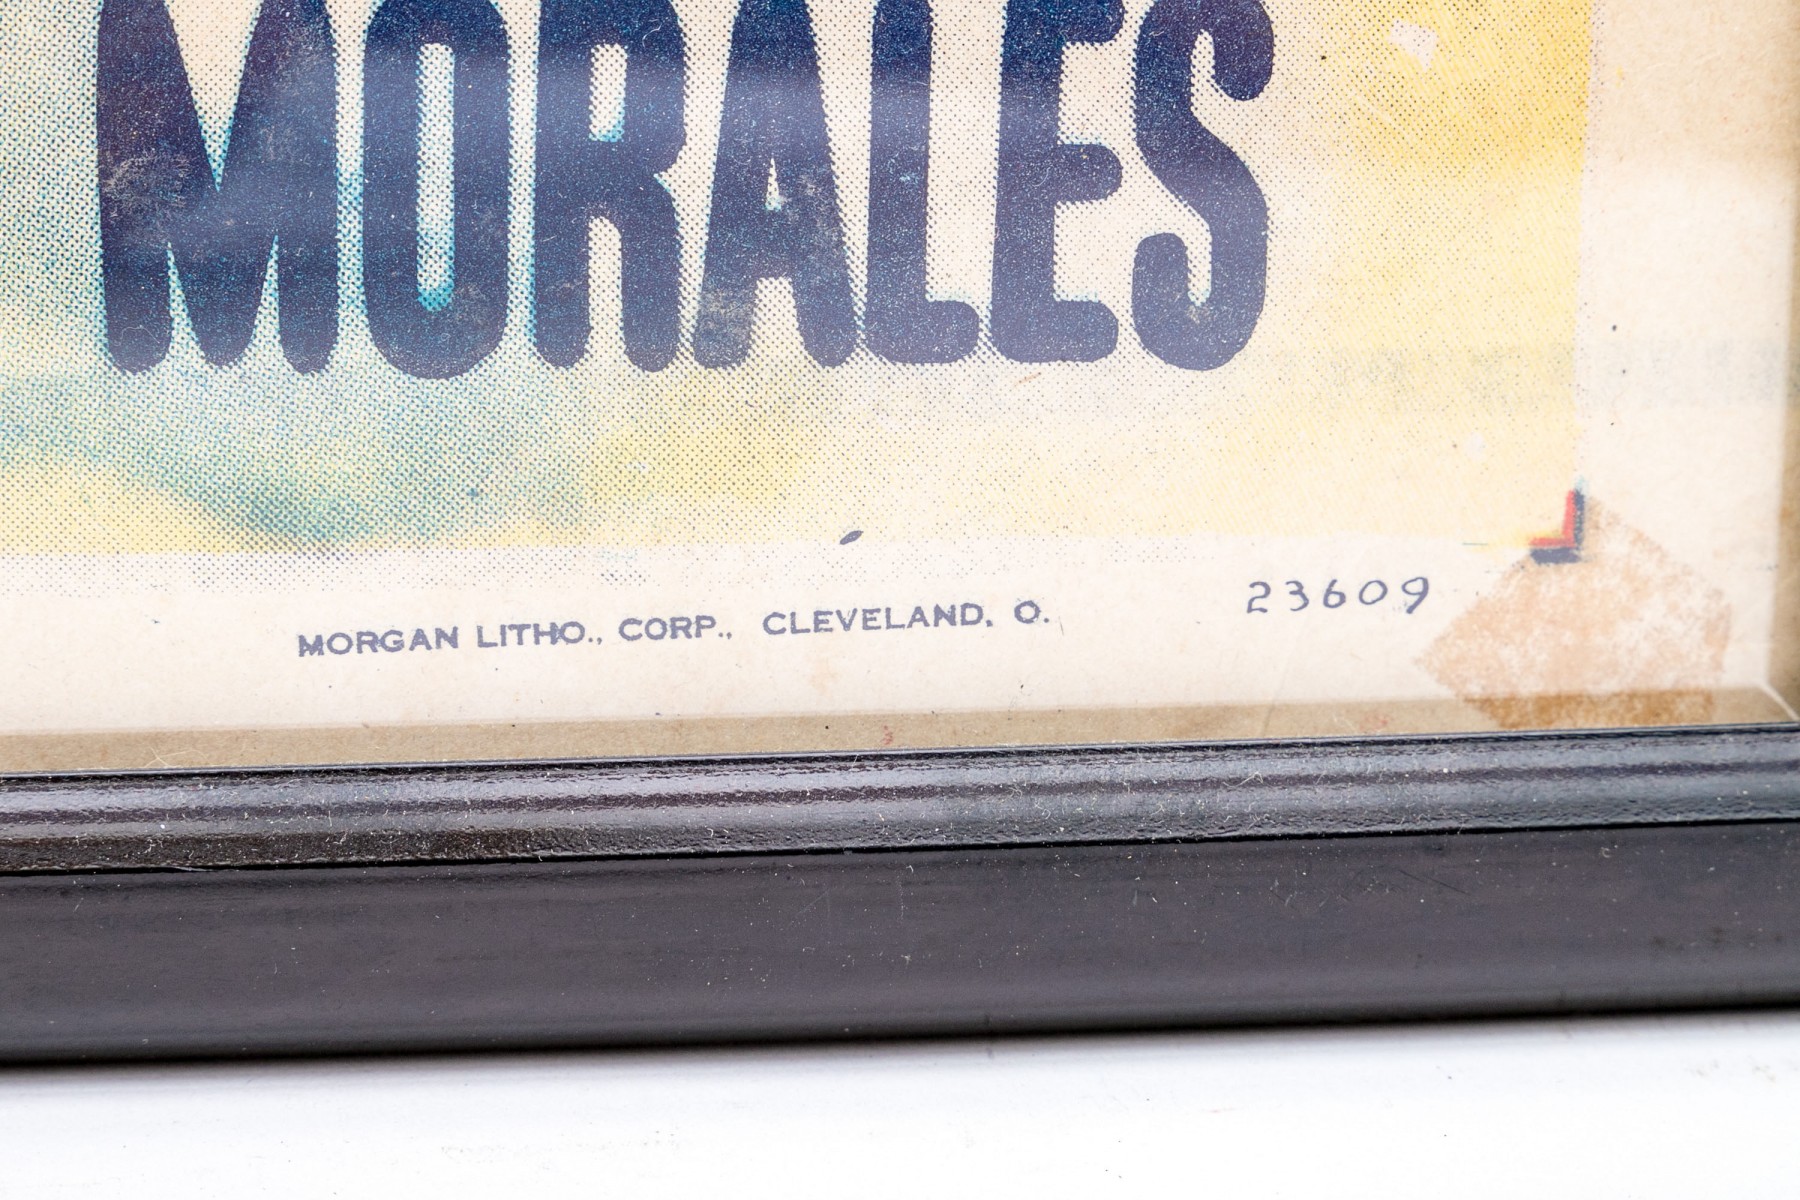 MORALES
MORGAN LITHO., CORP., CLEVELAND, O. 23609